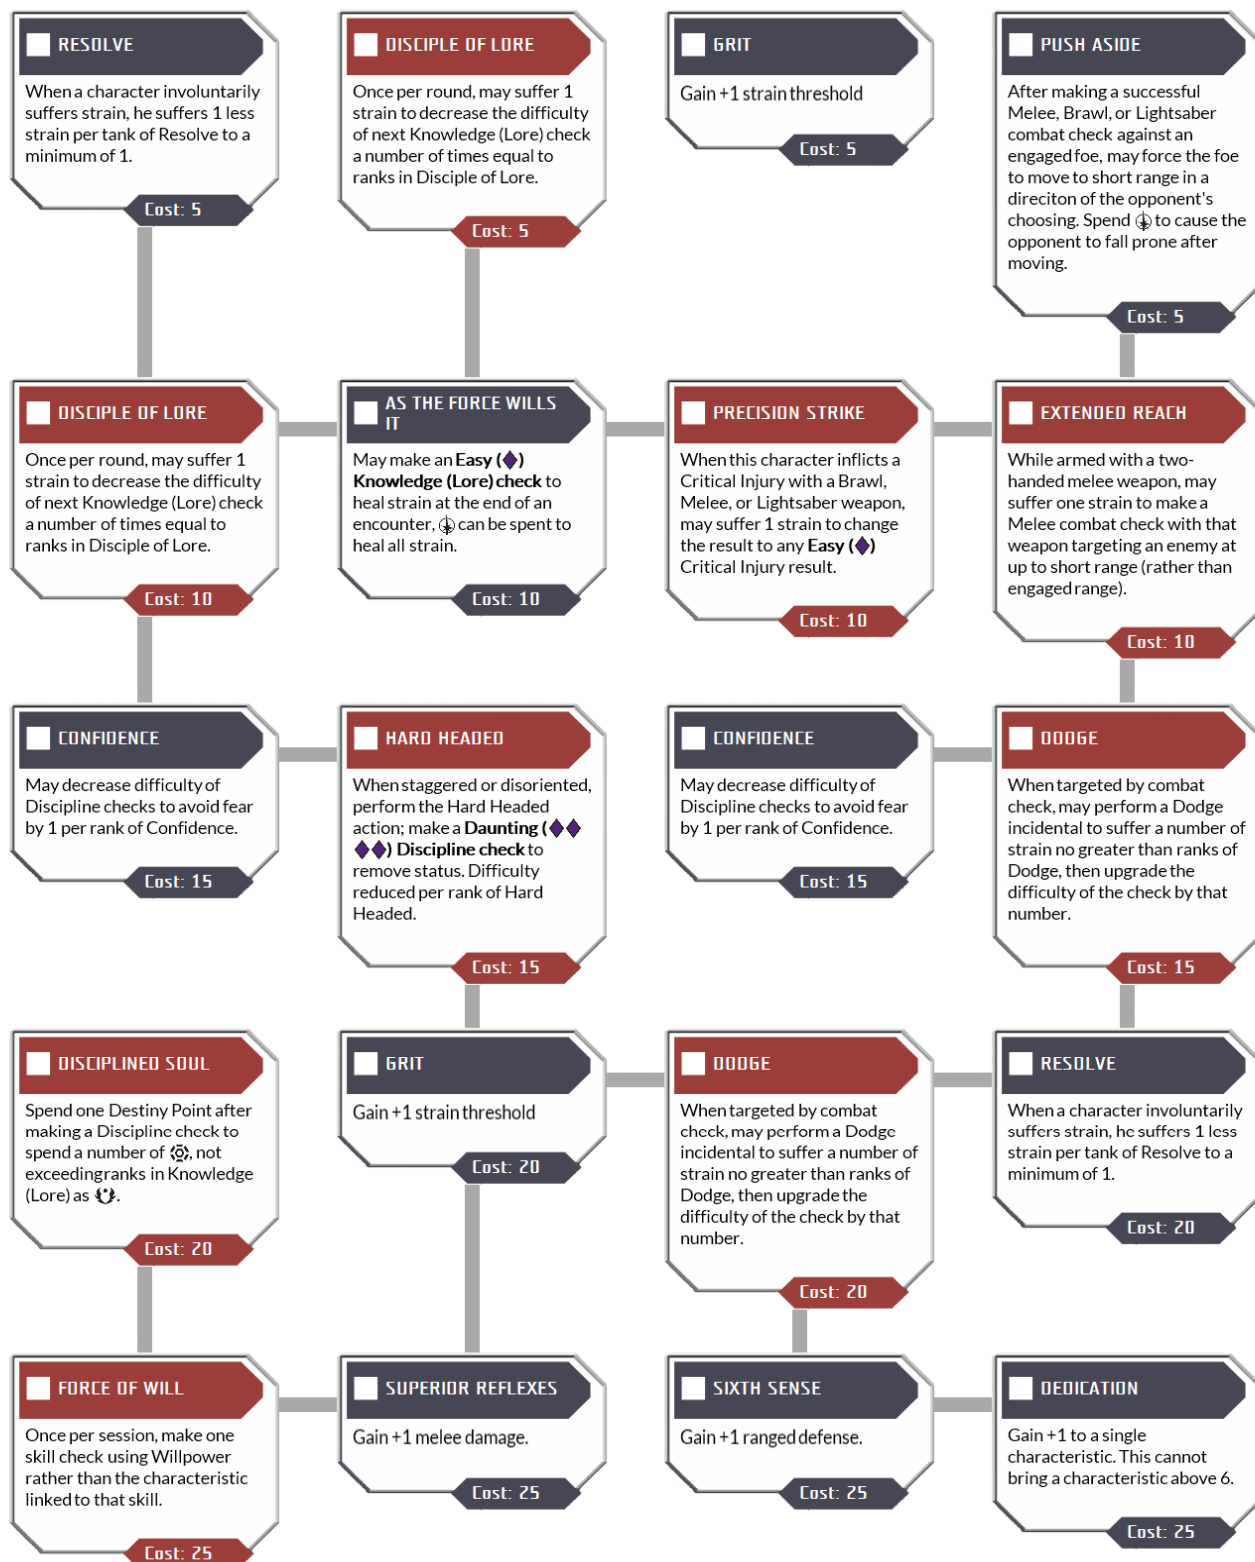 RESOLVE
When a character involuntarily
suffers strain, he suffers 1 less
strain per tank of Resolve to a
minimum of 1.
Cost: 5
DISCIPLE OF LORE
Once per round, may suffer 1
strain to decrease the difficulty
of next Knowledge (Lore) check
a number of times equal to
ranks in Disciple of Lore.
Cost: 5
GRIT
Gain +1 strain threshold
Cost: 5
PUSH ASIDE
After making a successful
Melee, Brawl, or Lightsaber
combat check against an
engaged foe, may force the foe
to move to short range in a
direciton of the opponent's
choosing. Spend to cause the
opponent to fall prone after
moving.
Cost: 5
DISCIPLE OF LORE
Once per round, may suffer 1
strain to decrease the difficulty
of next Knowledge (Lore) check
a number of times equal to
ranks in Disciple of Lore.
Cost: 10
AS THE FORCE WILLS
IT
May make an Easy (◆)
Knowledge (Lore) check to
heal strain at the end of an
encounter, can be spent to
heal all strain.
Cost: 10
PRECISION STRIKE
When this character inflicts a
Critical Injury with a Brawl,
Melee, or Lightsaber weapon,
may suffer 1 strain to change
the result to any Easy (◆)
Critical Injury result.
Cost: 10
EXTENDED REACH
While armed with a two-
handed melee weapon, may
suffer one strain to make a
Melee combat check with that
weapon targeting an enemy at
up to short range (rather than
engaged range).
Cost: 10
CONFIDENCE
May decrease difficulty of
Discipline checks to avoid fear
by 1 per rank of Confidence.
Cost: 15
HARD HEADED
When staggered or disoriented,
perform the Hard Headed
action; make a Daunting (◆◆
◆◆) Discipline check to
remove status. Difficulty
reduced per rank of Hard
Headed.
Cost: 15
CONFIDENCE
May decrease difficulty of
Discipline checks to avoid fear
by 1 per rank of Confidence.
Cost: 15
DODGE
When targeted by combat
check, may perform a Dodge
incidental to suffer a number of
strain no greater than ranks of
Dodge, then upgrade the
difficulty of the check by that
number.
Cost: 15
DISCIPLINED SOUL
Spend one Destiny Point after
making a Discipline check to
spend a number of , not
exceedingranks in Knowledge
(Lore) as .
Cost: 20
GRIT
Gain +1 strain threshold
Cost: 20
DODGE
When targeted by combat
check, may perform a Dodge
incidental to suffer a number of
strain no greater than ranks of
Dodge, then upgrade the
difficulty of the check by that
number.
Cost: 20
RESOLVE
When a character involuntarily
suffers strain, he suffers 1 less
strain per tank of Resolve to a
minimum of 1.
Cost: 20
FORCE OF WILL
Once per session, make one
skill check using Willpower
rather than the characteristic
linked to that skill.
Cost: 25
SUPERIOR REFLEXES
Gain +1 melee damage.
Cost: 25
SIXTH SENSE
Gain +1 ranged defense.
Cost: 25
DEDICATION
Gain +1 to a single
characteristic. This cannot
bring a characteristic above 6.
Cost: 25